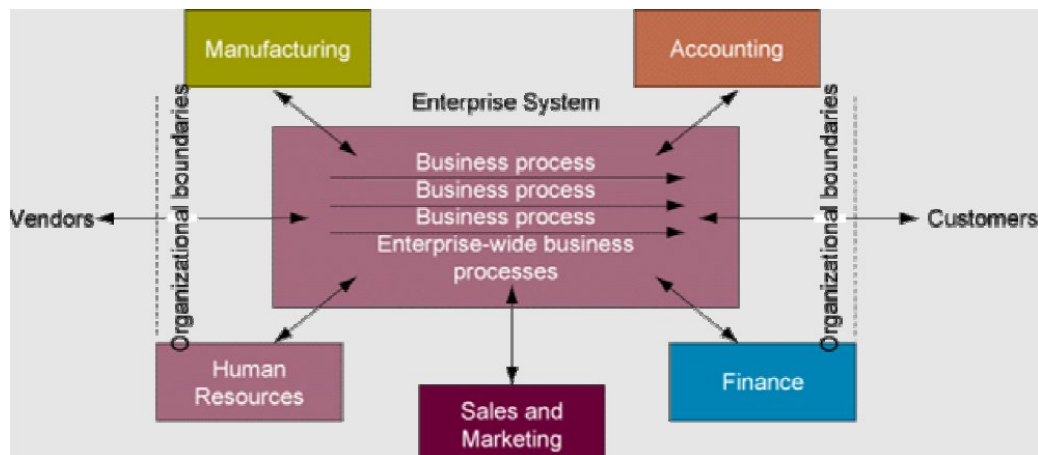 Manufacturing
Accounting
Enterprise System
Organizational boundaries
Organizational boundaries
Business process
Business process
Business process
Enterprise-wide business
processes
Vendors
Customers
Human
Resources
Sales and
Marketing
Finance